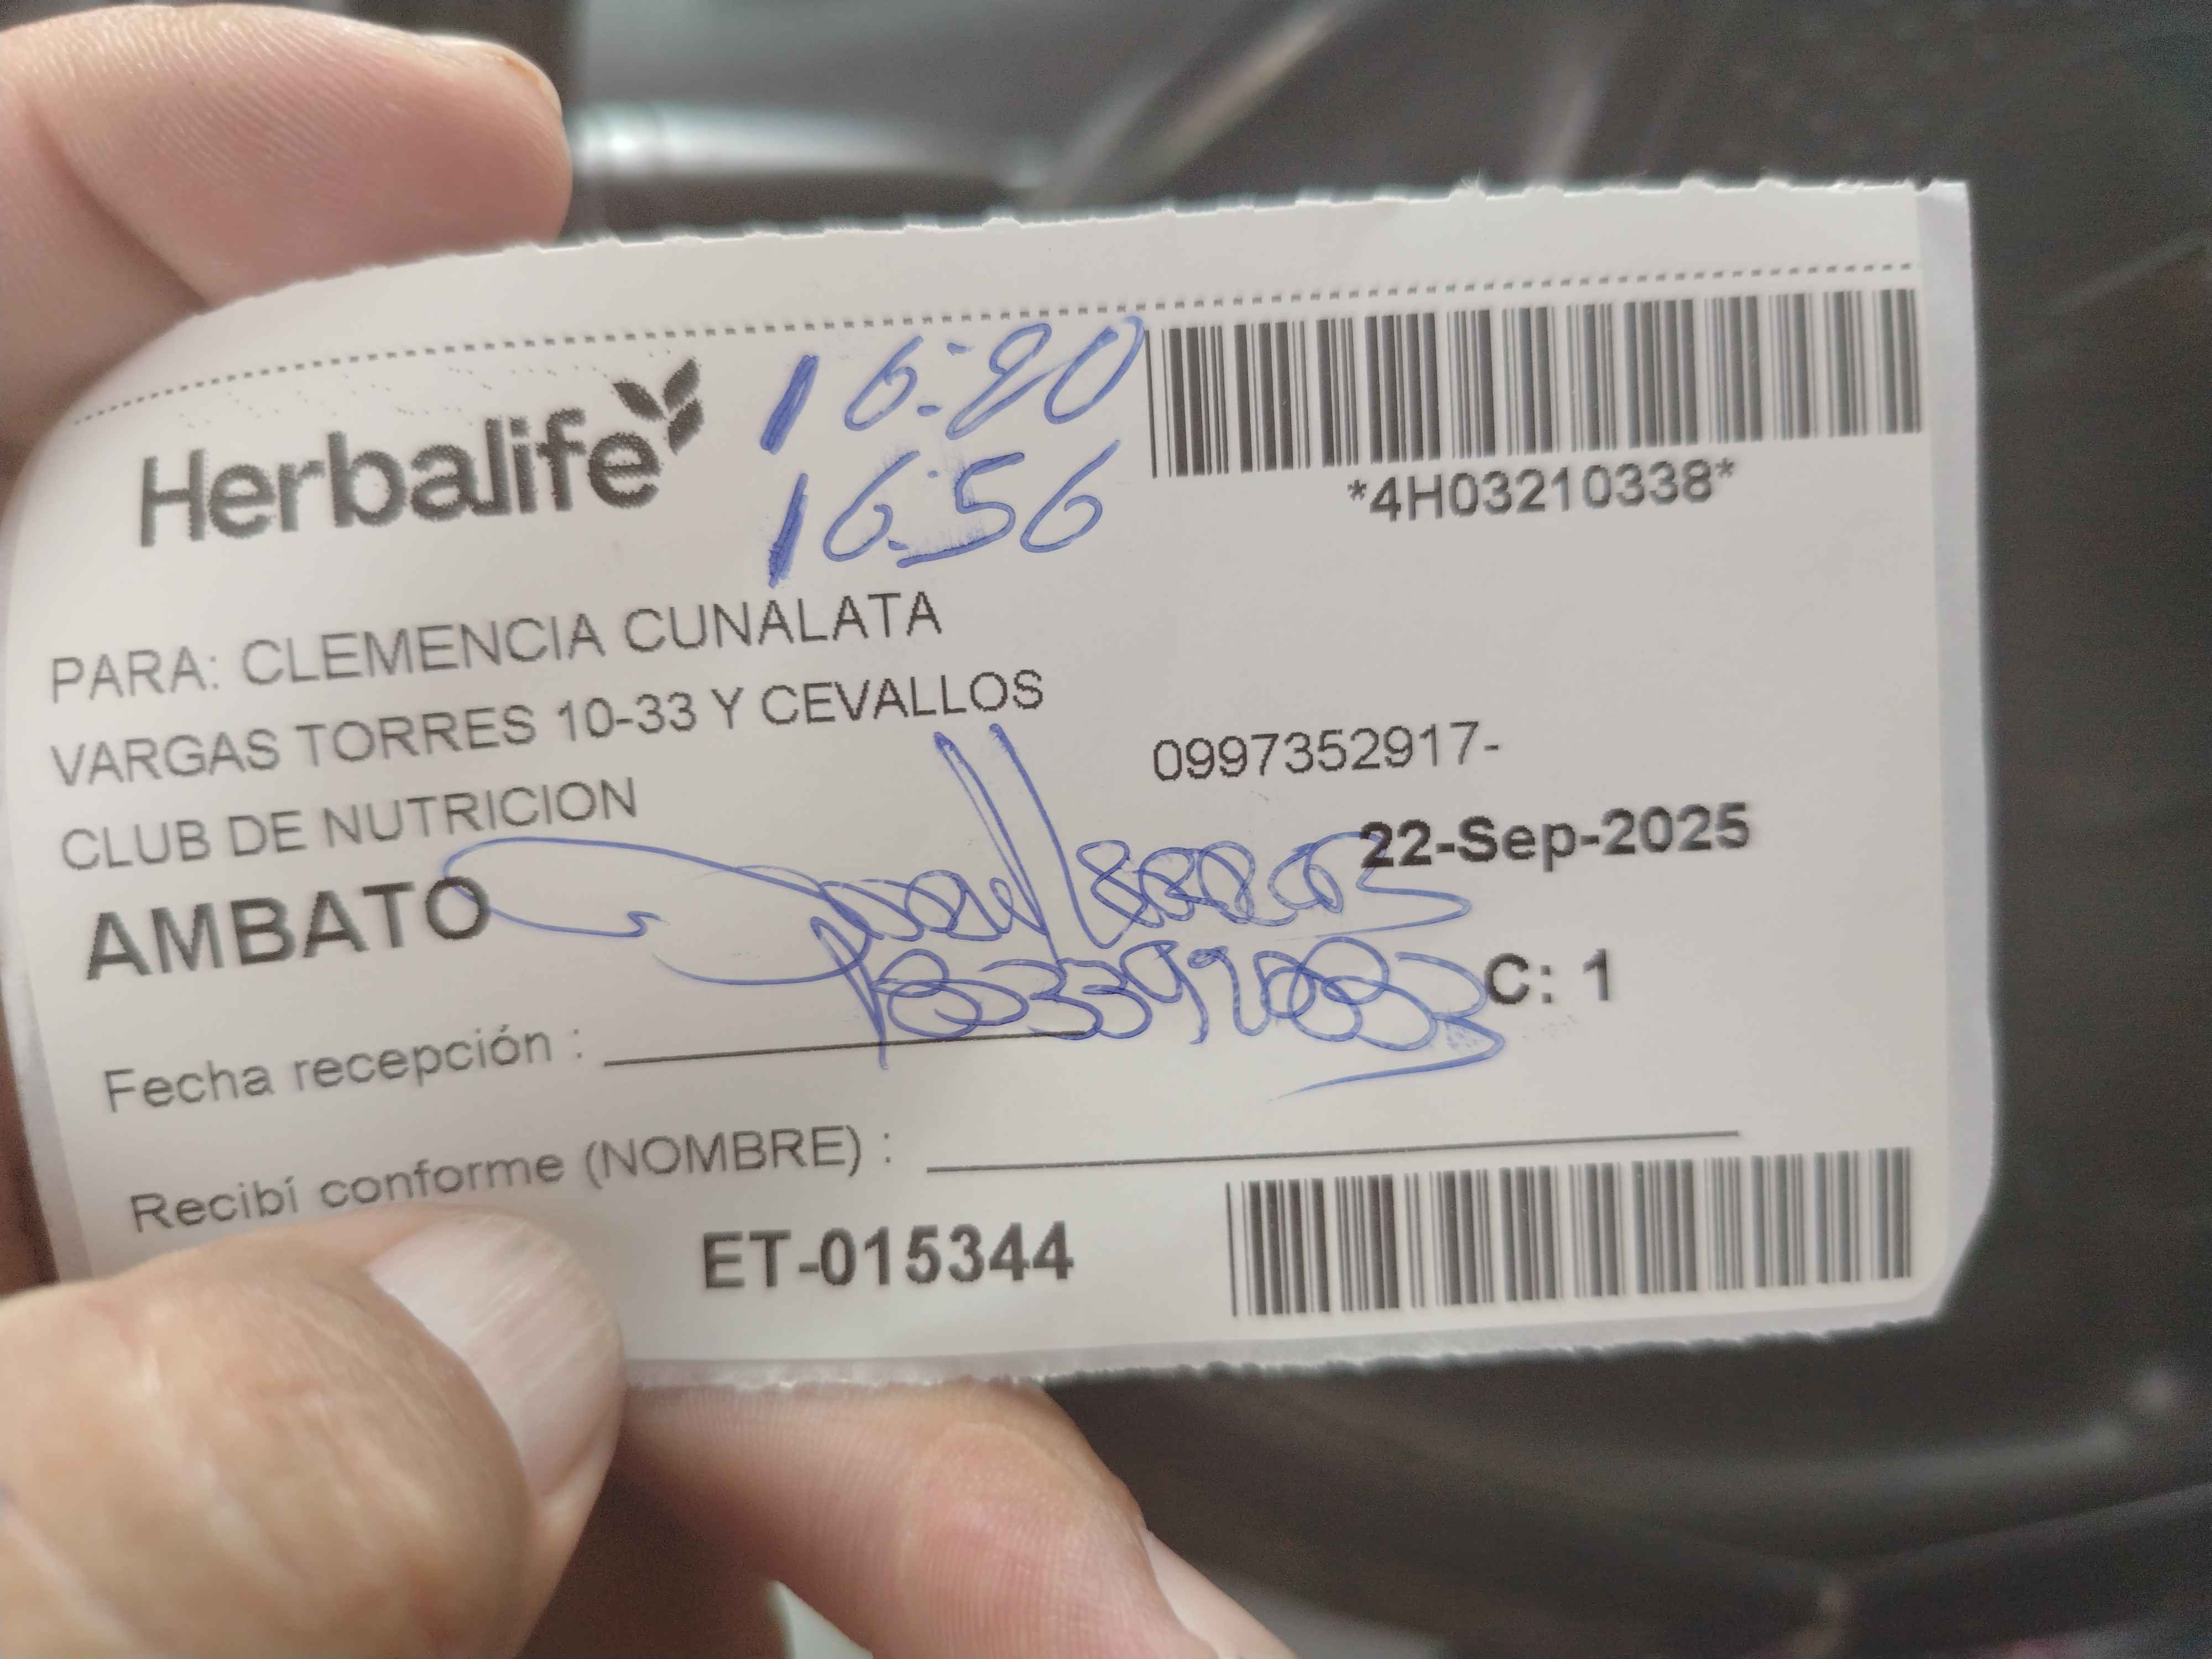 Herbalife
16:20
16:56
*4H03210338*
PARA: CLEMENCIA CUNALATA
VARGAS TORRES 10-33 Y CEVALLOS
0997352917-
CLUB DE NUTRICION
22-Sep-2025
AMBATO
C: 1
Fecha recepción :
Recibí conforme (NOMBRE) :
ET-015344